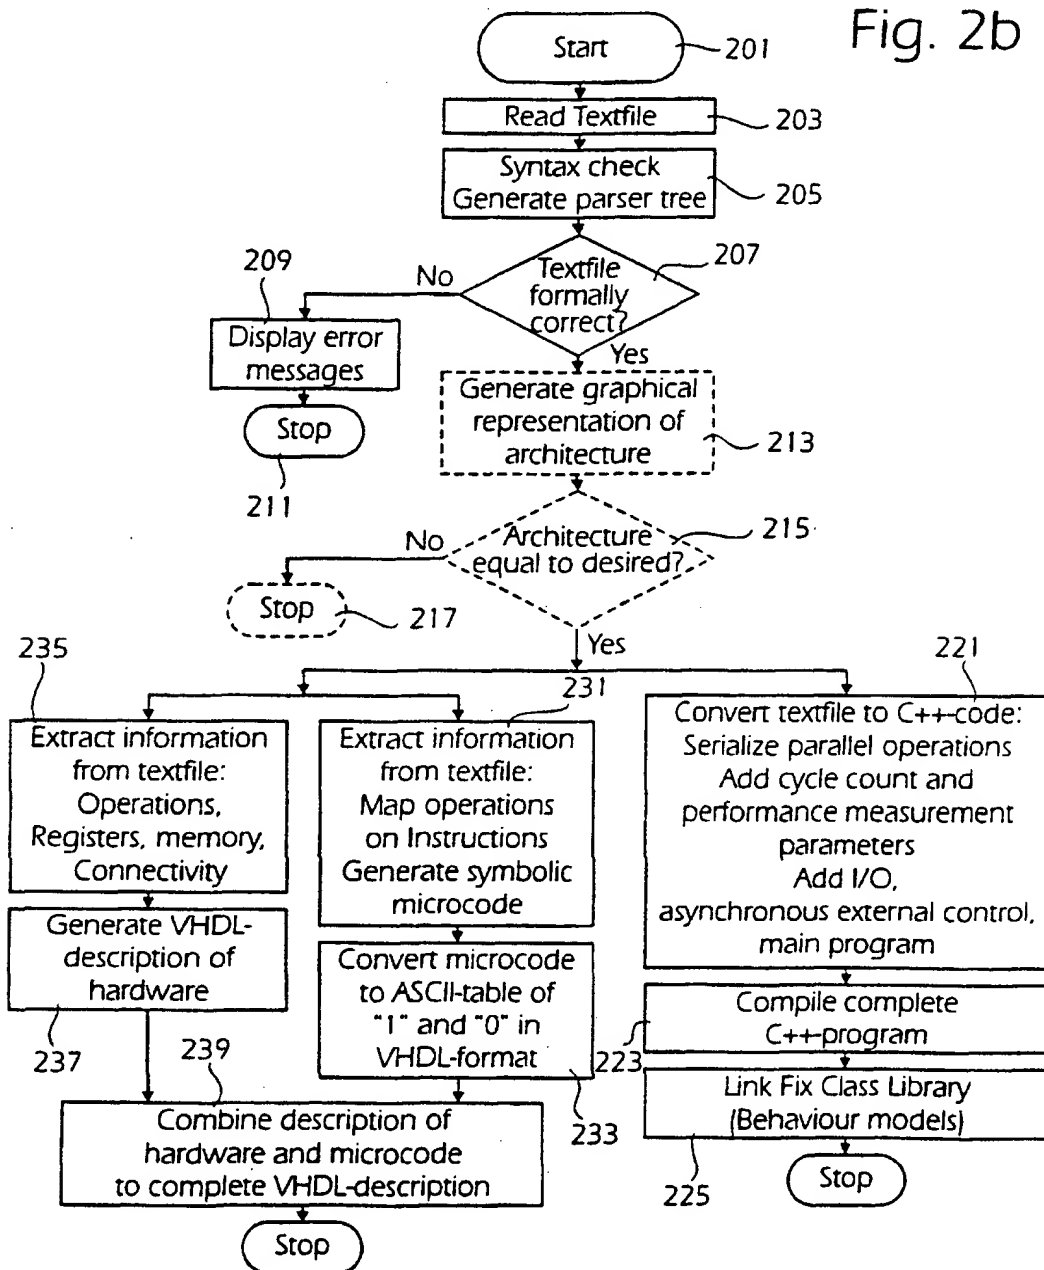 Fig. 2b
Start
201
Read Textfile
203
Syntax check
Generate parser tree
205
207
Textfile
formally
correct?
No
209
Display error
messages
Stop
211
Yes
Generate graphical
representation of
architecture
213
215
Architecture
equal to desired?
No
Stop
217
Yes
235
Extract information
from textfile:
Operations,
Registers, memory,
Connectivity
Generate VHDL-
description of
hardware
237
231
Extract information
from textfile:
Map operations
on Instructions
Generate symbolic
microcode
Convert microcode
to ASCII-table of
"1" and "0" in
VHDL-format
233
239
Combine description of
hardware and microcode
to complete VHDL-description
Stop
221
Convert textfile to C++-code:
Serialize parallel operations
Add cycle count and
performance measurement
parameters
Add I/O,
asynchronous external control,
main program
Compile complete
C++-program
223
Link Fix Class Library
(Behaviour models)
225
Stop